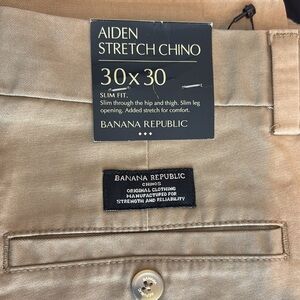 AIDEN
STRETCH CHINO
30x30
SLIM FIT.
Slim through the hip and thigh. Slim leg
opening. Added stretch for comfort.
BANANA REPUBLIC
BANANA REPUBLIC
CHINOS
ORIGINAL CLOTHING
MANUFACTURED FOR
STRENGTH AND RELIABILITY